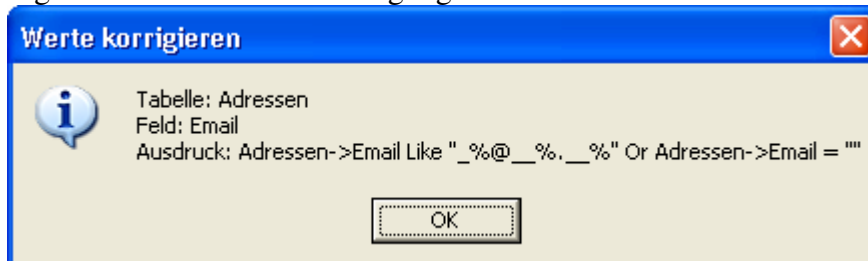 Werte korrigieren
Tabelle: Adressen
Feld: Email
Ausdruck: Adressen->Email Like "_%@__%.__%" Or Adressen->Email = ""
OK